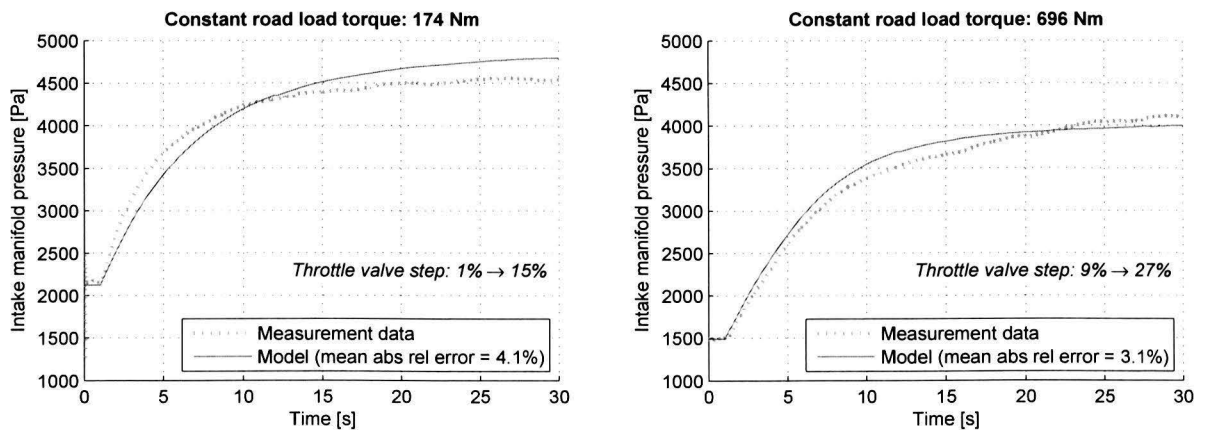 Constant road load torque: 174 Nm
Intake manifold pressure [Pa]
5000
4500
4000
3500
3000
2500
2000
1500
1000
Throttle valve step: 1% → 15%
Measurement data
Model (mean abs rel error = 4.1%)
0 5 10 15 20 25 30
Time [s]
Constant road load torque: 696 Nm
Intake manifold pressure [Pa]
5000
4500
4000
3500
3000
2500
2000
1500
1000
Throttle valve step: 9% → 27%
Measurement data
Model (mean abs rel error = 3.1%)
0 5 10 15 20 25 30
Time [s]